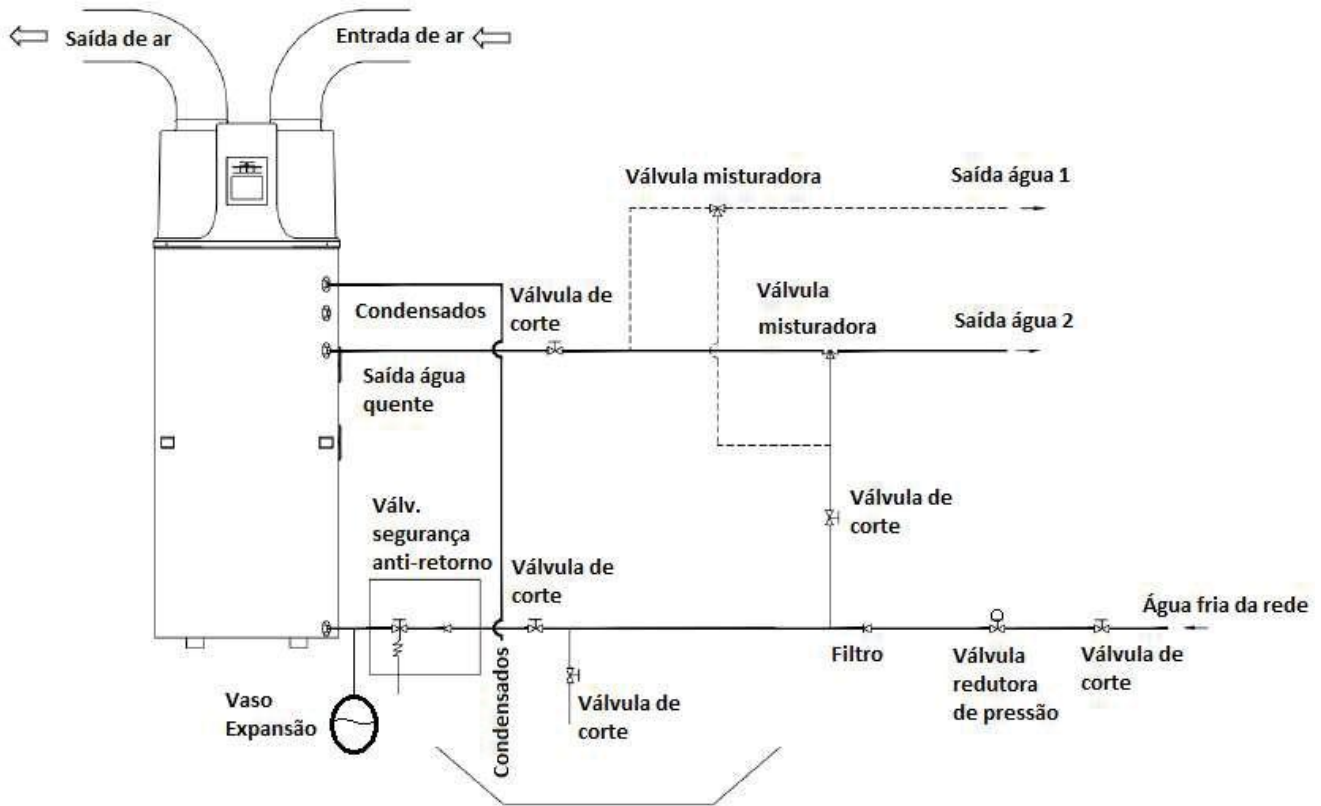 Saída de ar
Entrada de ar
Válvula misturadora
Saída água 1
Condensados
Válvula de
corte
Válvula
misturadora
Saída água 2
Saída água
quente
Válv.
segurança
anti-retorno
Válvula de
corte
Válvula de
corte
Água fria da rede
Filtro
Válvula
redutora
de pressão
Válvula de
corte
Vaso
Expansão
Condensados
Válvula de
corte